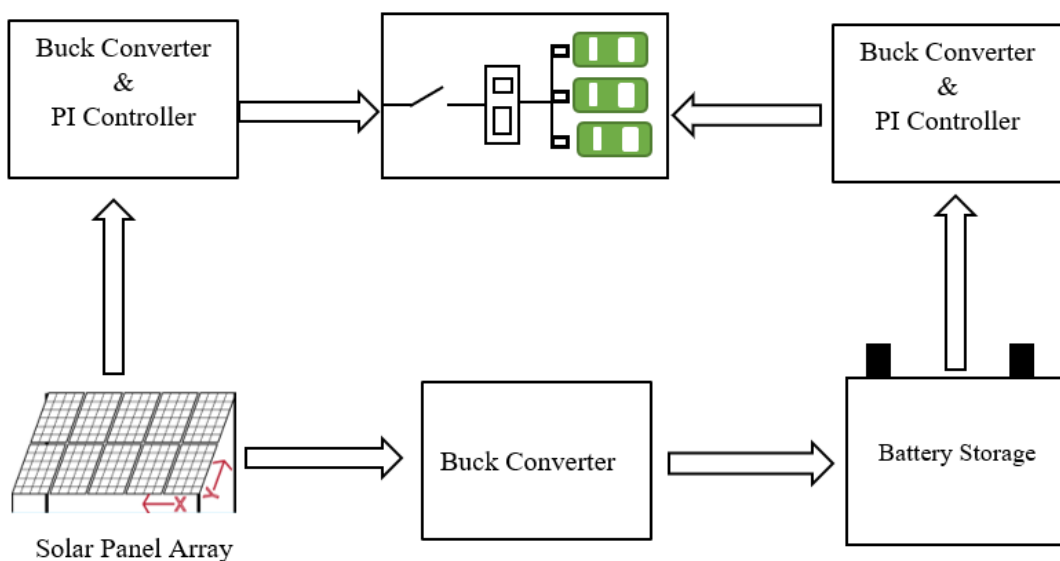 Buck Converter
&
PI Controller
Buck Converter
&
PI Controller
Y
X
Solar Panel Array
Buck Converter
Battery Storage